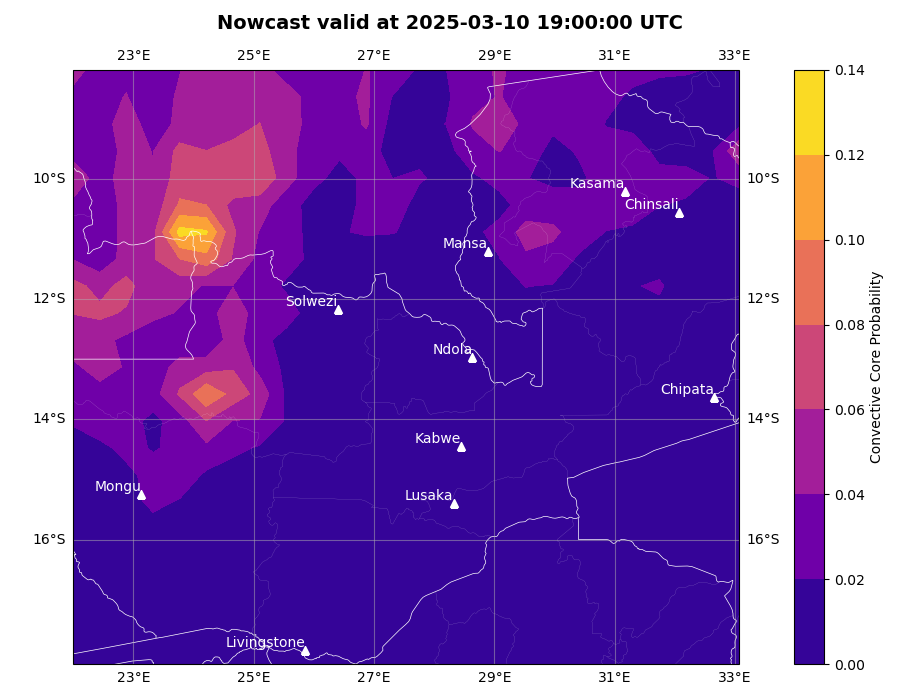 Nowcast valid at 2025-03-10 19:00:00 UTC
23°E 25°E 27°E 29°E 31°E 33°E
0.14
0.12
10°S 10°S
Kasama
Chinsali
0.10
Mansa
12°S 12°S
Solwezi
0.08
Ndola
Convective Core Probability
Chipata
0.06
14°S 14°S
Kabwe
Mongu
Lusaka
0.04
16°S 16°S
0.02
Livingstone
0.00
23°E 25°E 27°E 29°E 31°E 33°E